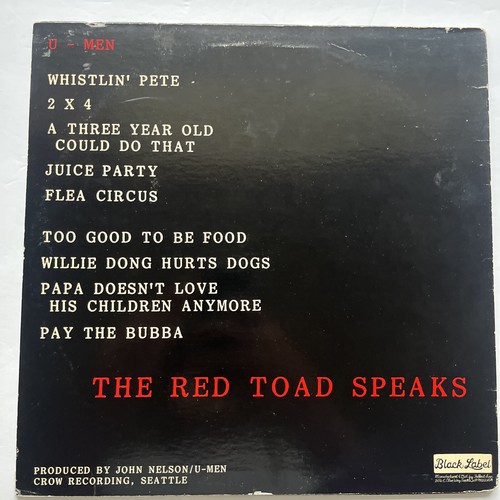 U - MEN
WHISTLIN' PETE
2 X 4
A THREE YEAR OLD
COULD DO THAT
JUICE PARTY
FLEA CIRCUS
TOO GOOD TO BE FOOD
WILLIE DONG HURTS DOGS
PAPA DOESN'T LOVE
HIS CHILDREN ANYMORE
PAY THE BUBBA
THE RED TOAD SPEAKS
PRODUCED BY JOHN NELSON/U-MEN
CROW RECORDING, SEATTLE
Black Label